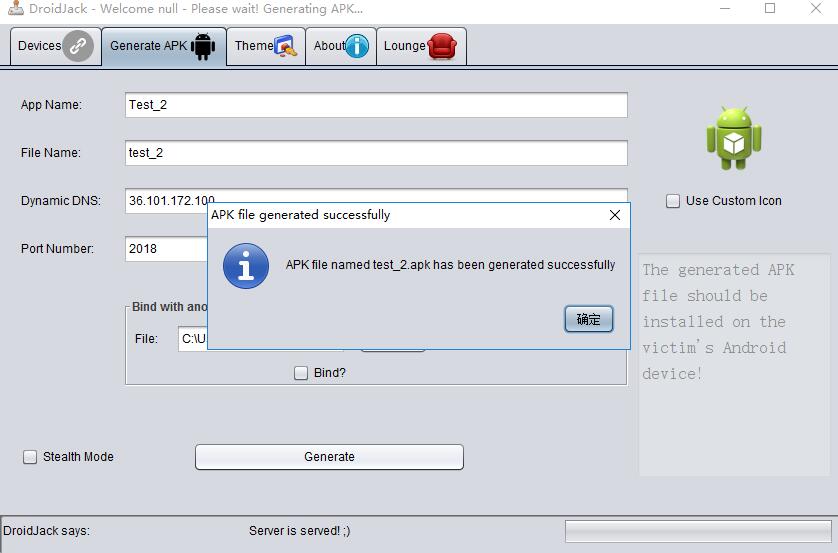 DroidJack - Welcome null - Please wait! Generating APK...
Devices Generate APK Theme About Lounge
App Name: Test_2
File Name: test_2
Dynamic DNS: 36.101.172.100
Use Custom Icon
APK file generated successfully
Port Number: 2018
APK file named test_2.apk has been generated successfully
确定
The generated APK
file should be
installed on the
victim's Android
device!
Bind with ano
File: C:\U
Bind?
Stealth Mode
Generate
DroidJack says: Server is served! ;)